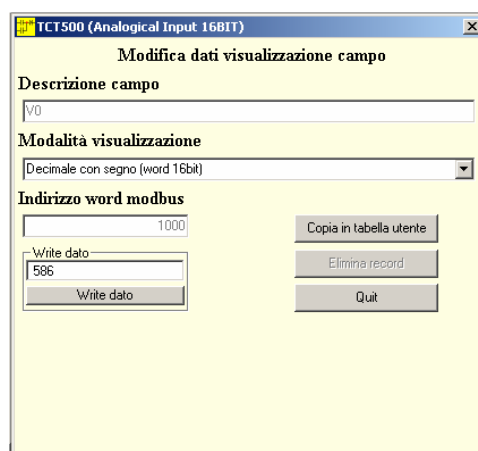 TCT500 (Analogical Input 16BIT)
Modifica dati visualizzazione campo
Descrizione campo
V0
Modalità visualizzazione
Decimale con segno (word 16bit)
Indirizzo word modbus
1000
Copia in tabella utente
Write dato
586
Elimina record
Write dato
Quit